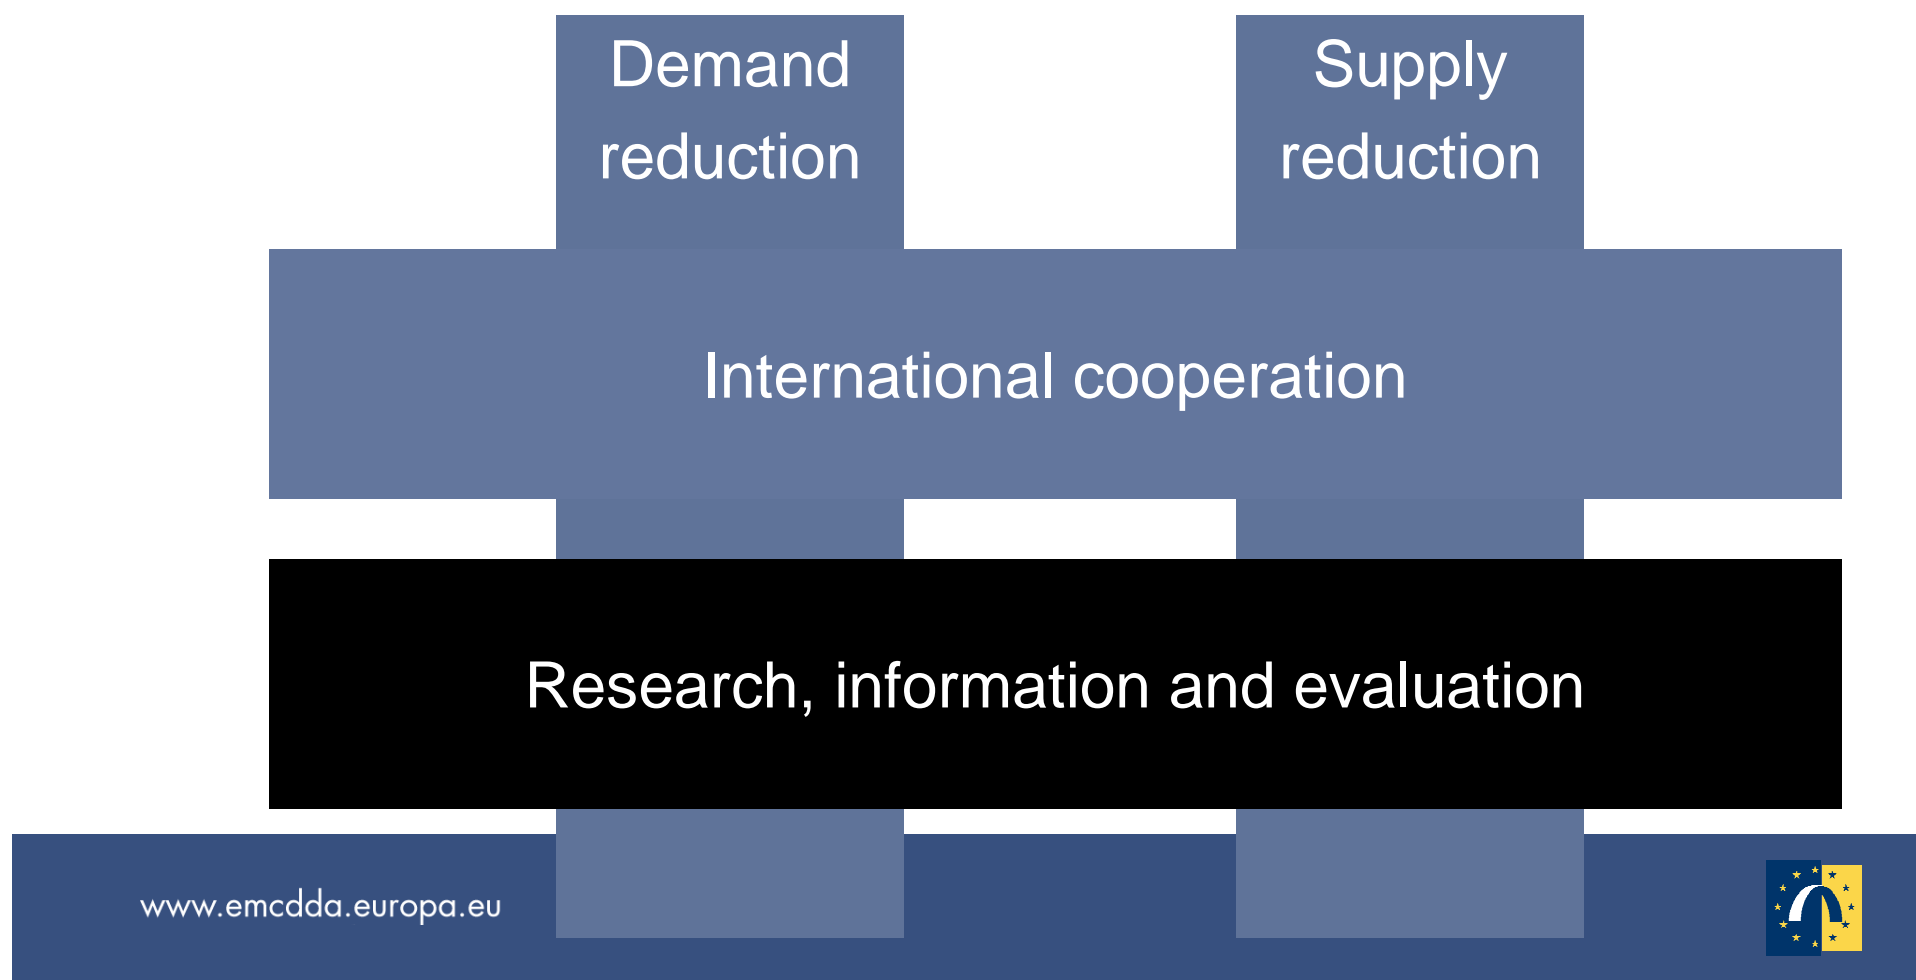 Demand
reduction
Supply
reduction
International cooperation
Research, information and evaluation
www.emcdda.europa.eu